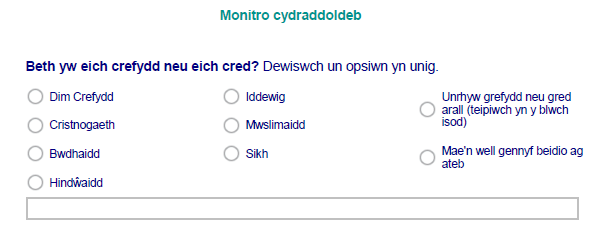 Monitro cydraddoldeb
Beth yw eich crefydd neu eich cred? Dewiswch un opsiwn yn unig.
Dim Crefydd
Cristnogaeth
Bwdhaidd
Hindŵaidd
Iddewig
Mwslimaidd
Sikh
Unrhyw grefydd neu gred
arall (teipiwch yn y blwch
isod)
Mae'n well gennyf beidio ag
ateb